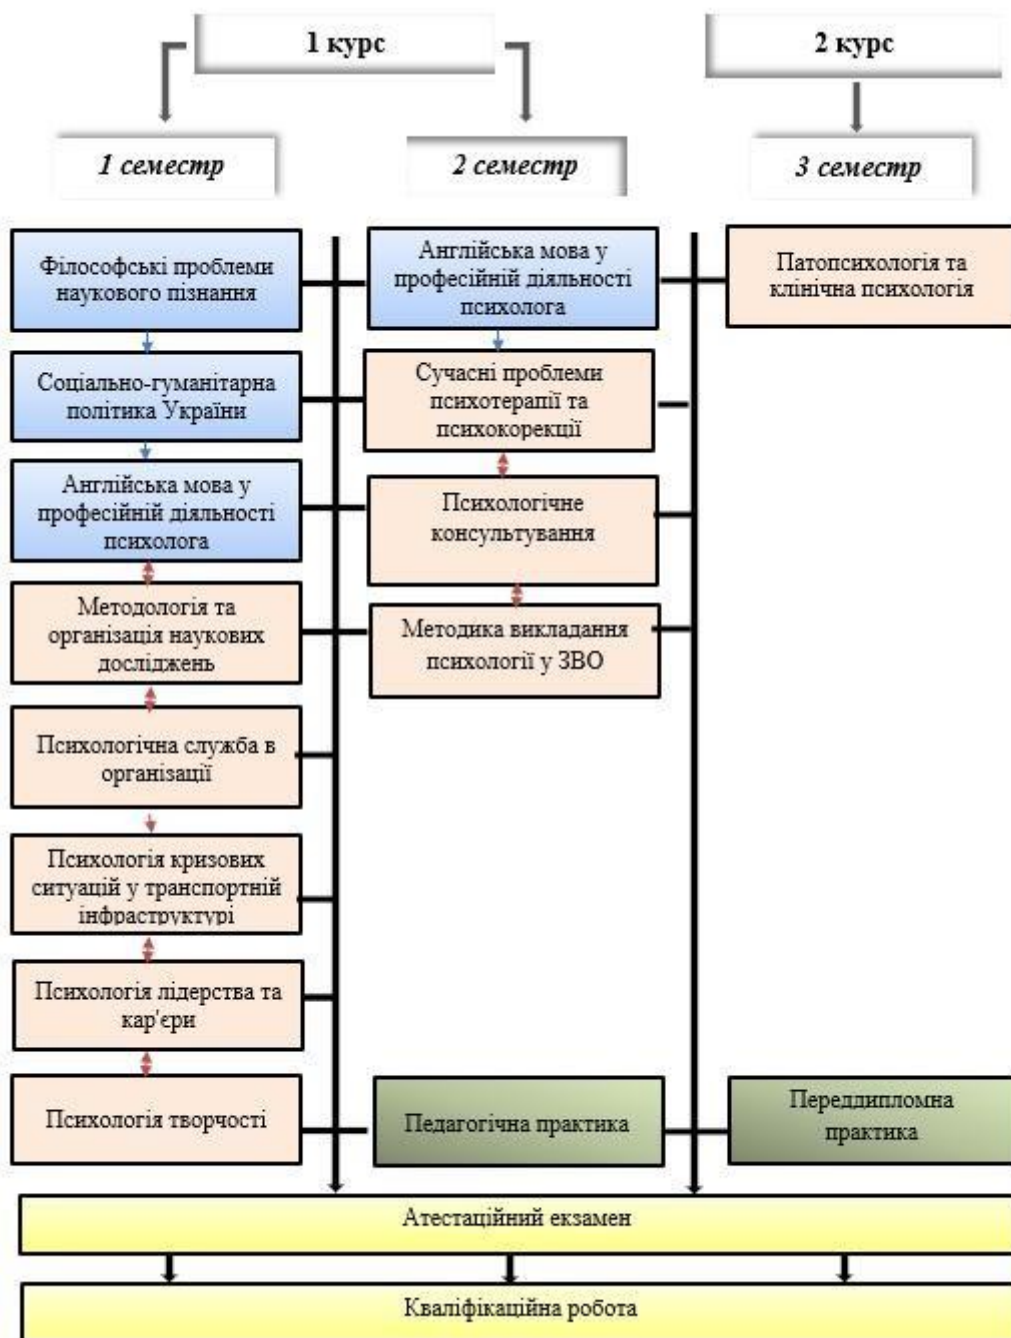 1 курс
2 курс
1 семестр
2 семестр
3 семестр
Філософські проблеми
наукового пізнання
Соціально-гуманітарна
політика України
Англійська мова у
професійній діяльності
психолога
Методологія та
організація наукових
досліджень
Психологічна служба в
організації
Психологія кризових
ситуацій у транспортній
інфраструктурі
Психологія лідерства та
кар'єри
Психологія творчості
Англійська мова у
професійній діяльності
психолога
Сучасні проблеми
психотерапії та
психокорекції
Психологічне
консультування
Методика викладання
психології у ЗВО
Педагогічна практика
Патопсихологія та
клінічна психологія
Переддипломна
практика
Атестаційний екзамен
Кваліфікаційна робота